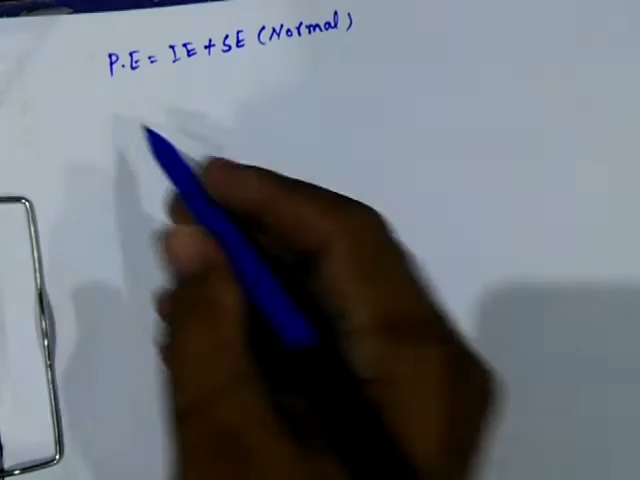 P.E = IE + SE (Normal)